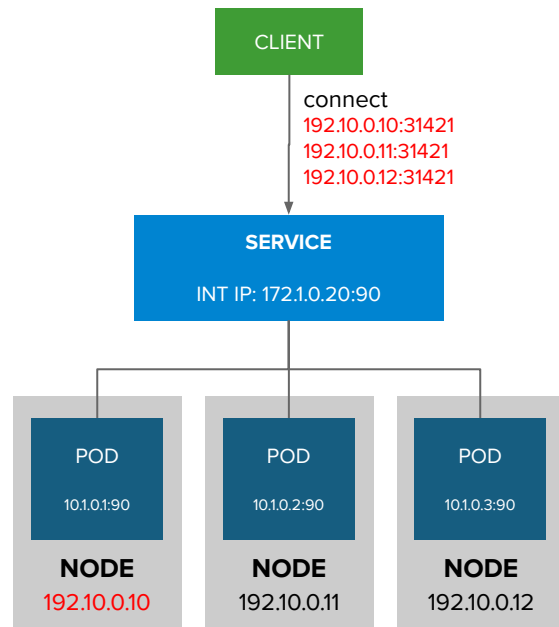 CLIENT
connect
192.10.0.10:31421
192.10.0.11:31421
192.10.0.12:31421
SERVICE
INT IP: 172.1.0.20:90
POD
10.1.0.1:90
NODE
192.10.0.10
POD
10.1.0.2:90
NODE
192.10.0.11
POD
10.1.0.3:90
NODE
192.10.0.12